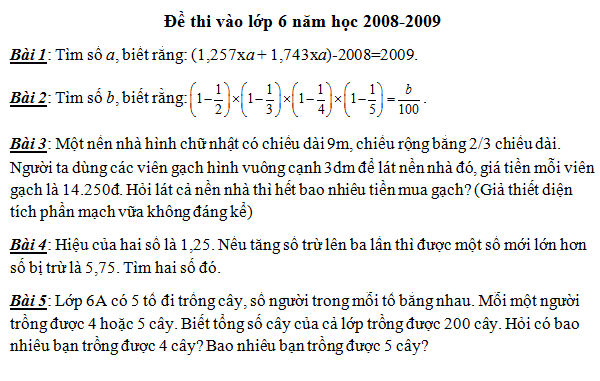 Đề thi vào lớp 6 năm học 2008-2009
Bài 1: Tìm số a, biết rằng: (1,257xa + 1,743xa)-2008=2009.
Bài 2: Tìm số b, biết rằng: (1-1/2)×(1-1/3)×(1-1/4)×(1-1/5)=b/100.
Bài 3: Một nền nhà hình chữ nhật có chiều dài 9m, chiều rộng bằng 2/3 chiều dài.
Người ta dùng các viên gạch hình vuông cạnh 3dm để lát nền nhà đó, giá tiền mỗi viên
gạch là 14.250đ. Hỏi lát cả nền nhà thì hết bao nhiêu tiền mua gạch? (Giả thiết diện
tích phần mạch vữa không đáng kể)
Bài 4: Hiệu của hai số là 1,25. Nếu tăng số trừ lên ba lần thì được một số mới lớn hơn
số bị trừ là 5,75. Tìm hai số đó.
Bài 5: Lớp 6A có 5 tổ đi trồng cây, số người trong mỗi tổ bằng nhau. Mỗi một người
trồng được 4 hoặc 5 cây. Biết tổng số cây của cả lớp trồng được 200 cây. Hỏi có bao
nhiêu bạn trồng được 4 cây? Bao nhiêu bạn trồng được 5 cây?